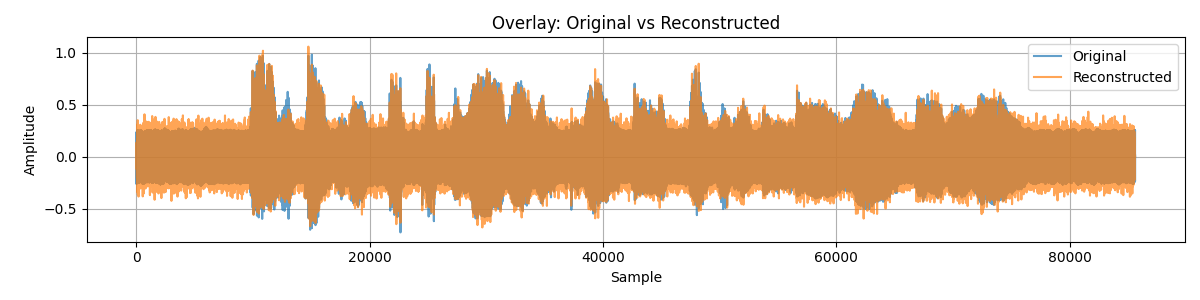 Overlay: Original vs Reconstructed
1.0
0.5
0.0
−0.5
Amplitude
Original
Reconstructed
0
20000
40000
60000
80000
Sample